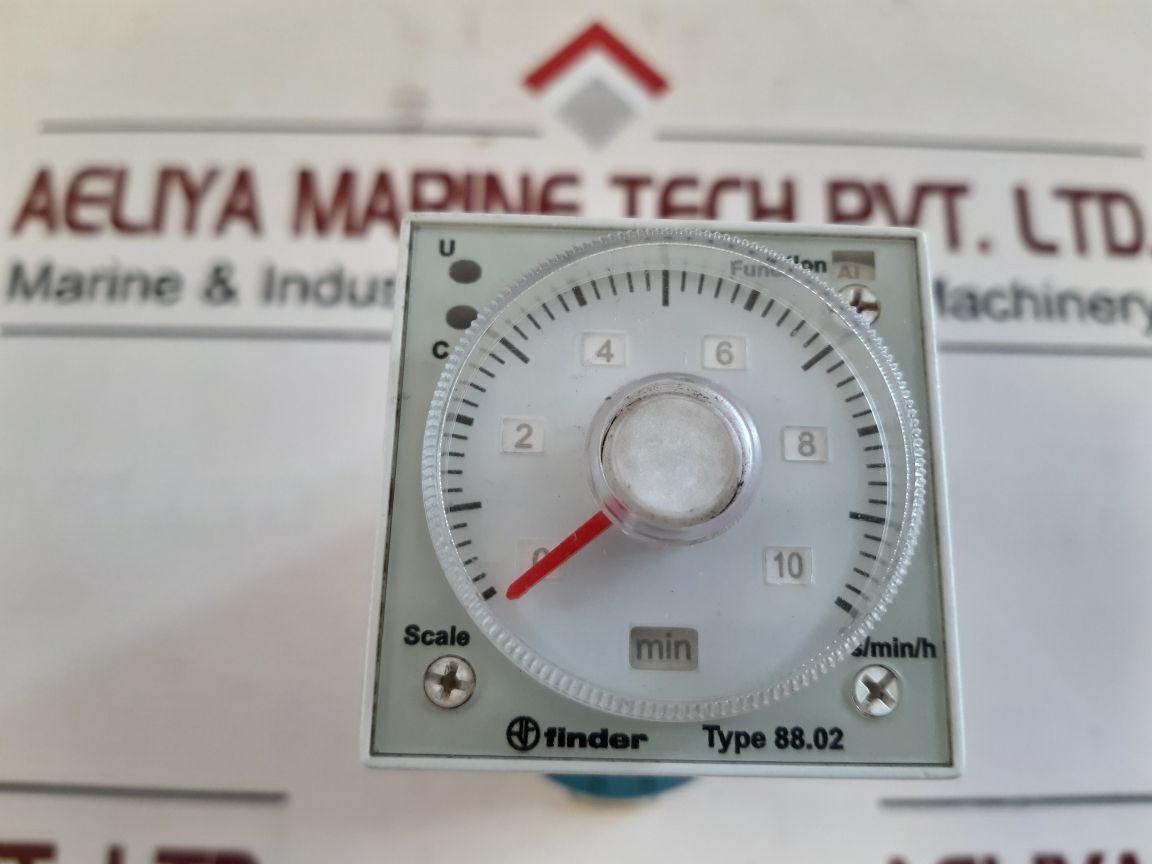 AELIYA MARINE TECH PVT. LTD.
Marine & Indus Machinery
U
Function AI
C
4 6
2 8
0 10
min
Scale s/min/h
finder Type 88.02